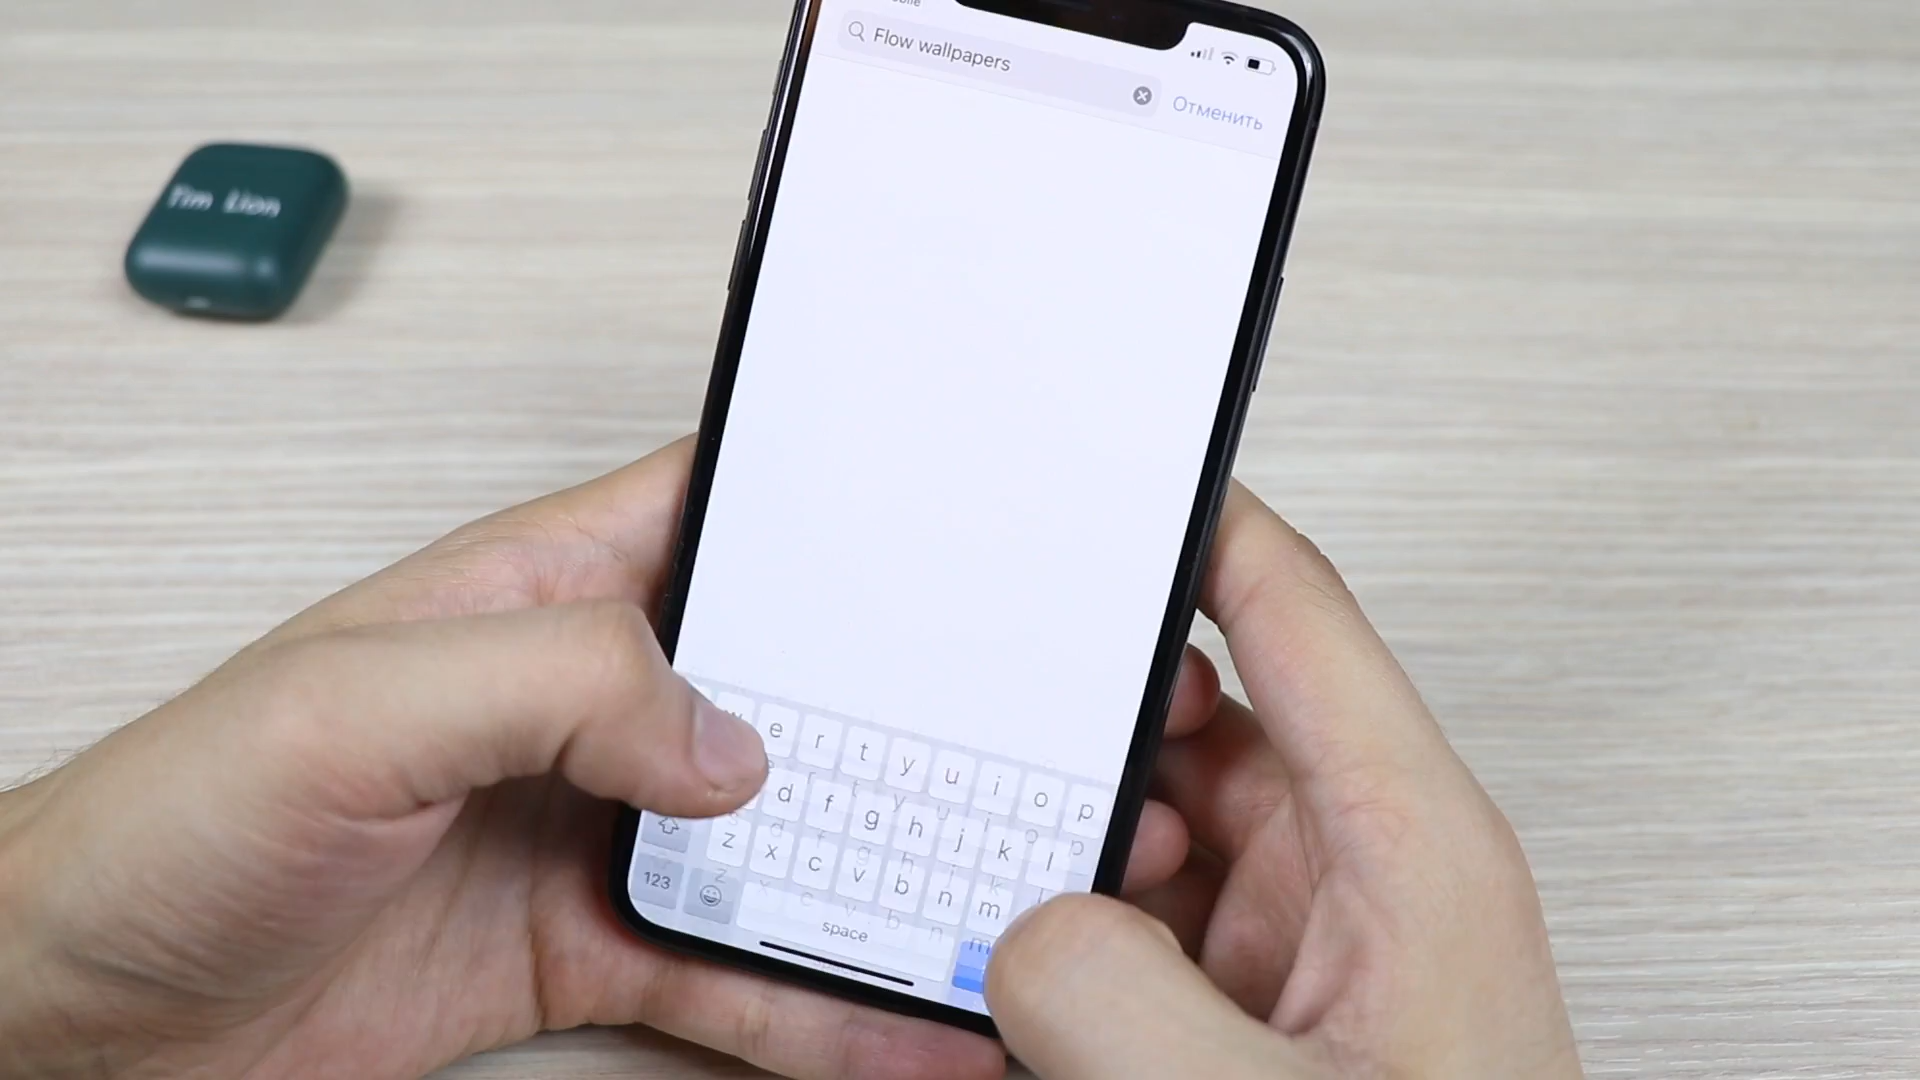 Flow wallpapers
Отменить
Tim Lion
e r t y u i o p
d f g h j k l
z x c v b n m
123
space